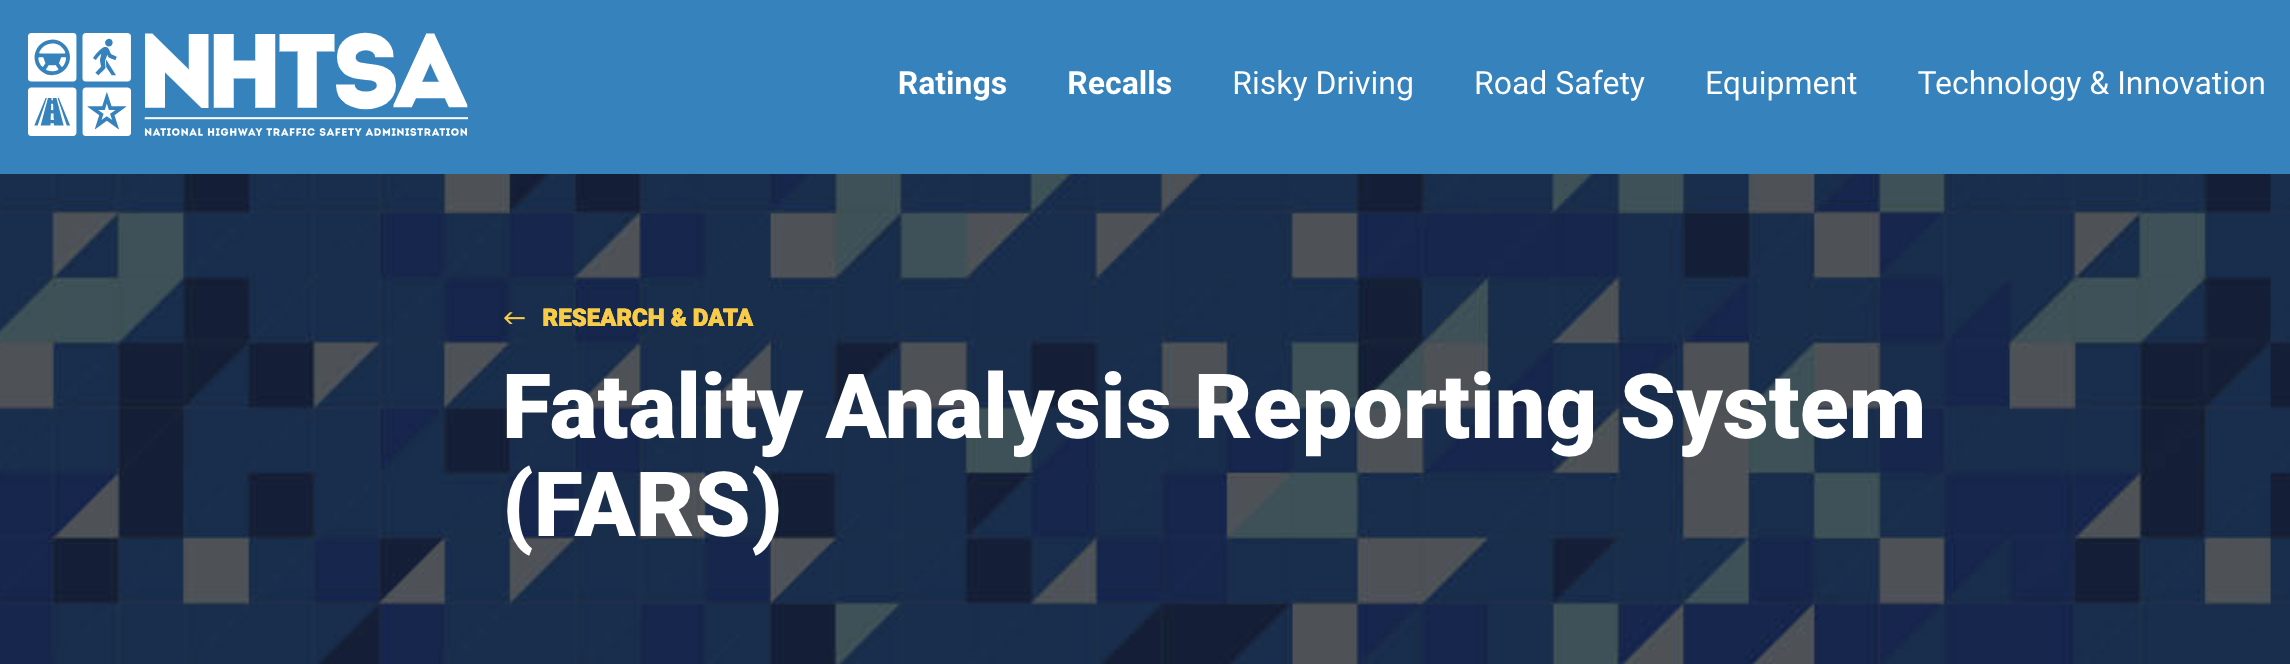 NHTSA
NATIONAL HIGHWAY TRAFFIC SAFETY ADMINISTRATION
Ratings Recalls Risky Driving Road Safety Equipment Technology & Innovation
← RESEARCH & DATA
Fatality Analysis Reporting System
(FARS)